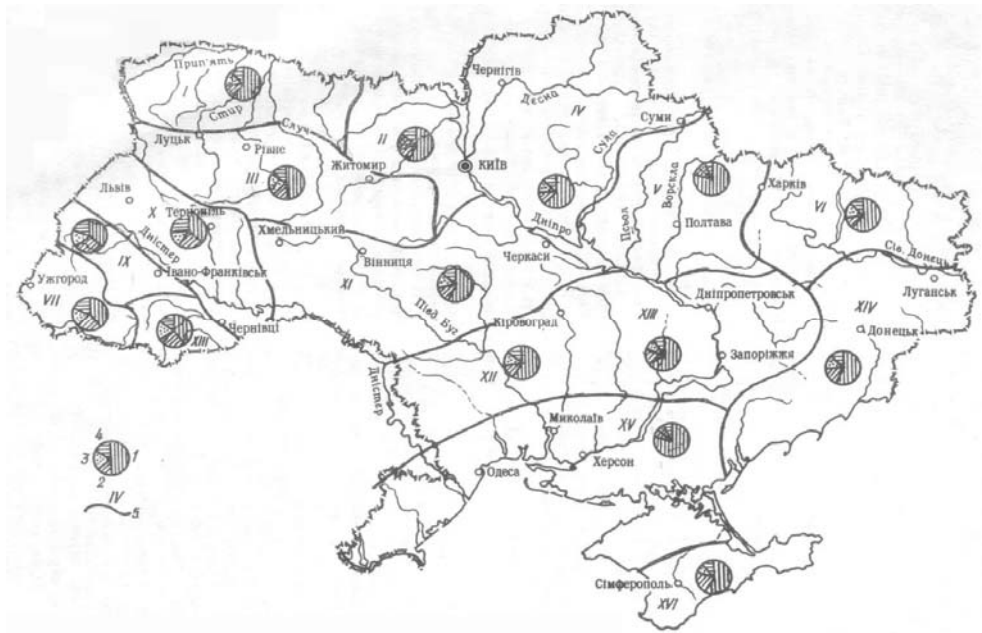 Прип'ять
I
Стир
Луцьк
Рівне
Случ
II
Житомир
КИЇВ
Чернігів
Десна
IV
Суми
Сула
III
V
Ворскла
Псьол
Полтава
Харків
VI
Сів. Донець
Луганськ
Львів
X
Тернопіль
Хмельницький
Дністер
IX
Івано-Франківськ
Ужгород
VII
Чернівці
XIII
Вінниця
XI
Півд. Буг
Черкаси
Дніпро
Кіровоград
XIII
Дніпропетровськ
XIV
Донецьк
Запоріжжя
XII
Дністер
Миколаїв
XV
Херсон
Одеса
Сімферополь
XVI
4
3 1
2
IV
5